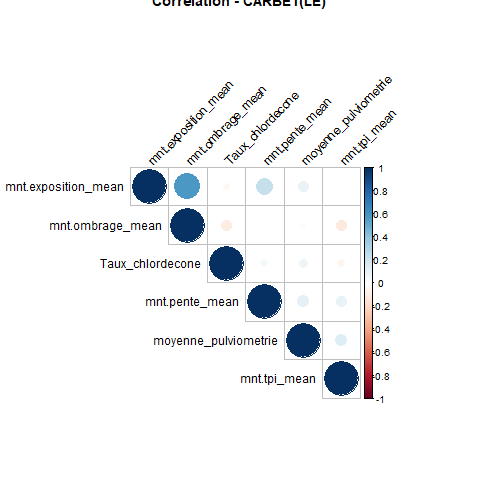 Correlation - CARBET(LE)
mnt.exposition_mean
mnt.ombrage_mean
Taux_chlordecone
mnt.pente_mean
moyenne_pulviometrie
mnt.tpi_mean
mnt.exposition_mean
mnt.ombrage_mean
Taux_chlordecone
mnt.pente_mean
moyenne_pulviometrie
mnt.tpi_mean
1
0.8
0.6
0.4
0.2
0
-0.2
-0.4
-0.6
-0.8
-1